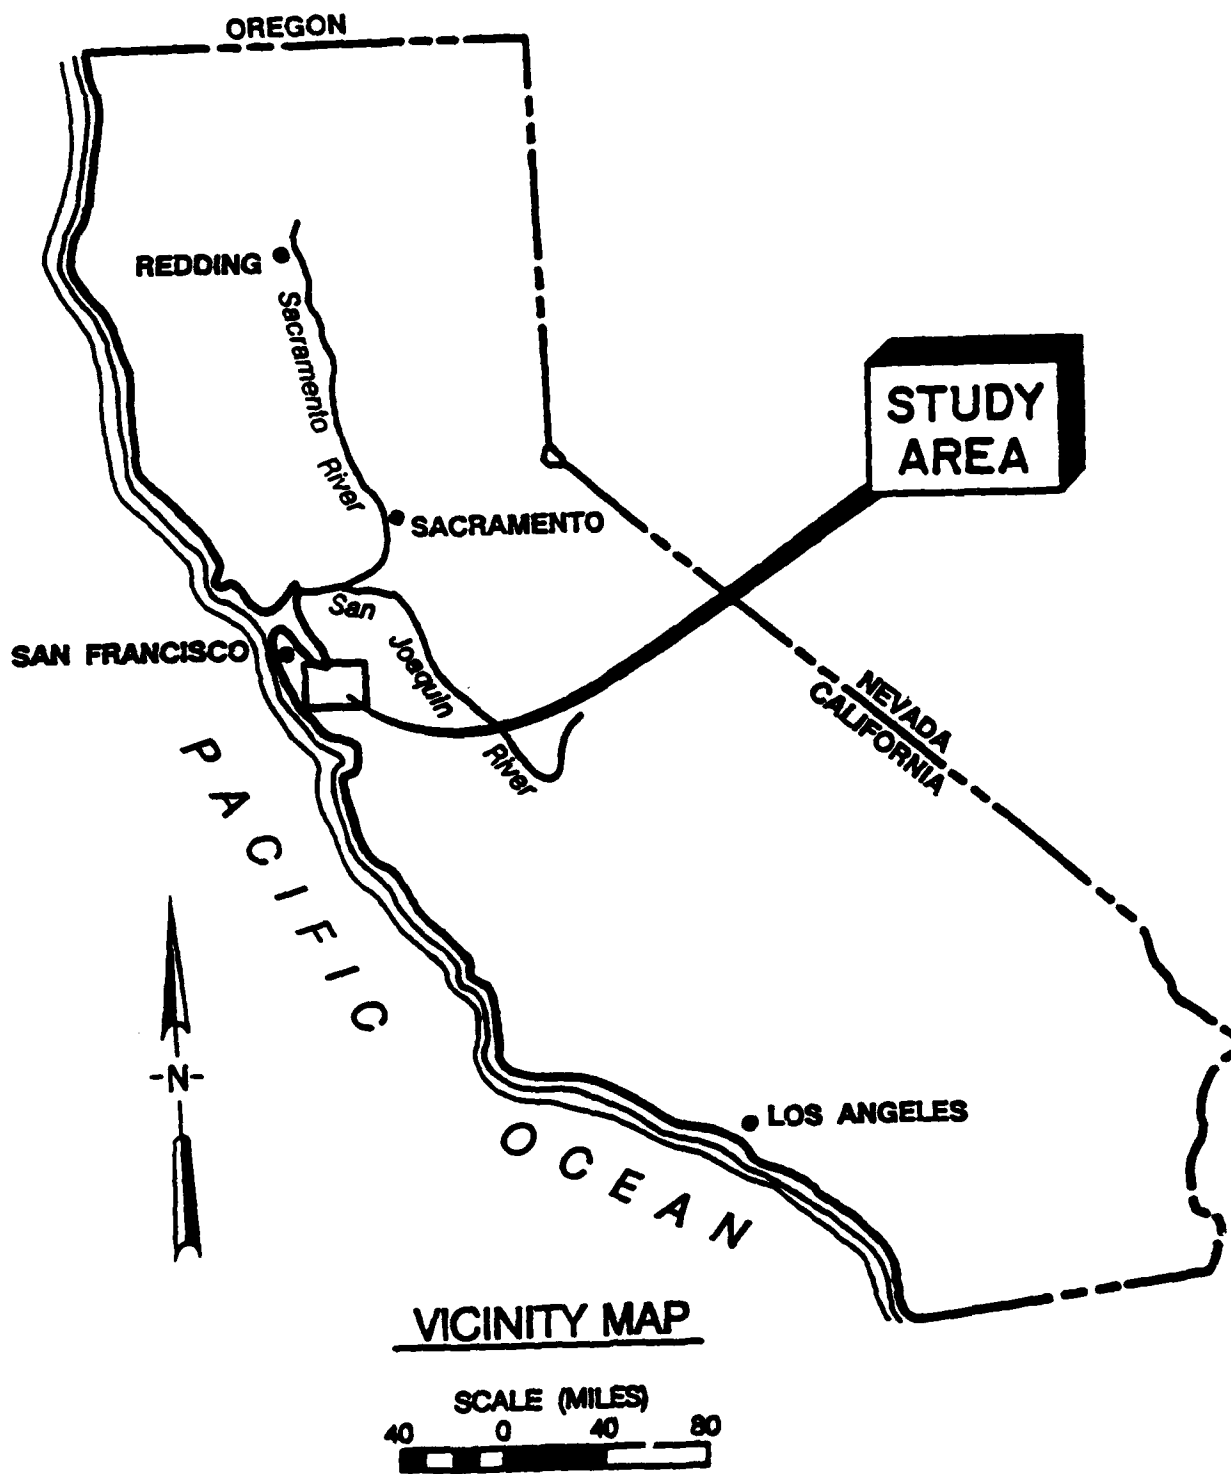 OREGON
REDDING
Sacramento River
STUDY
AREA
SACRAMENTO
San Joaquin River
SAN FRANCISCO
NEVADA
CALIFORNIA
PACIFIC
OCEAN
-N-
LOS ANGELES
VICINITY MAP
SCALE (MILES)
40 0 40 80